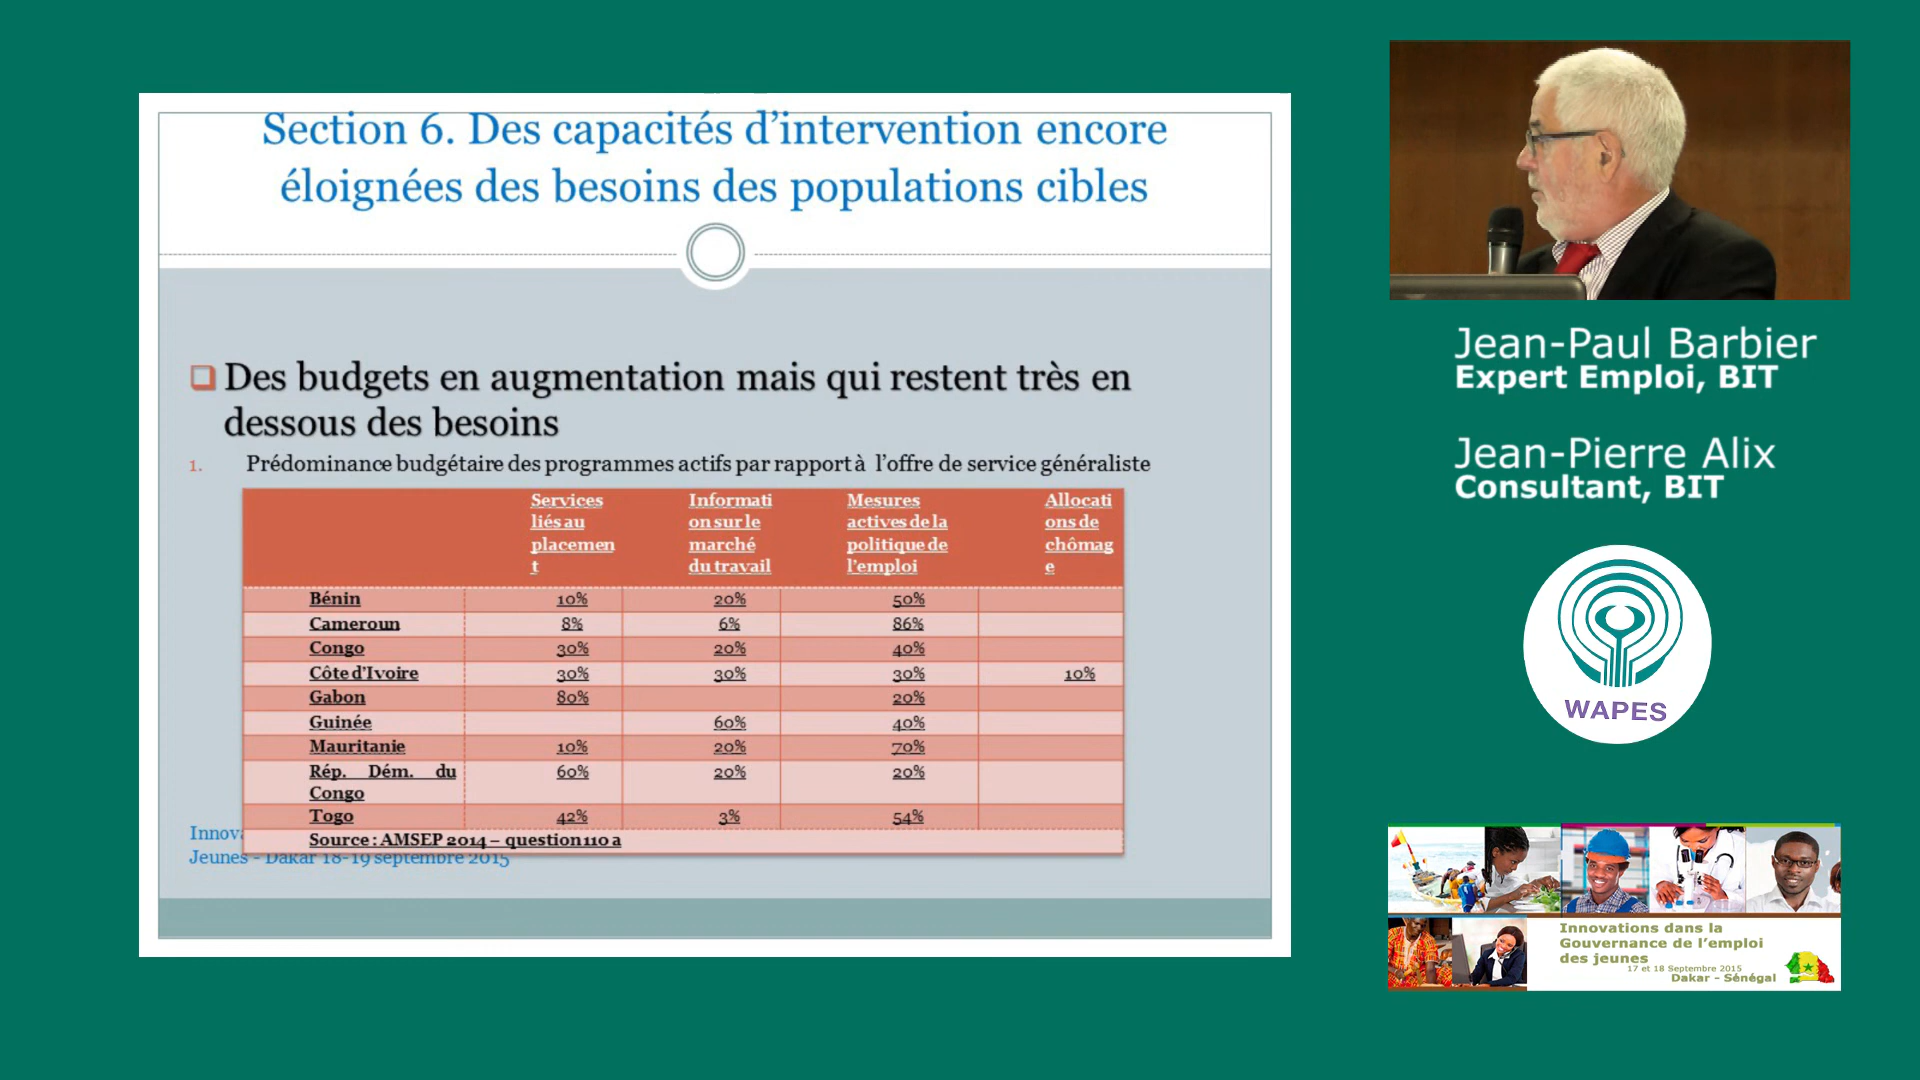 Section 6. Des capacités d’intervention encore
éloignées des besoins des populations cibles
Des budgets en augmentation mais qui restent très en
dessous des besoins
1. Prédominance budgétaire des programmes actifs par rapport à l’offre de service généraliste
Services liés au placemen t
Informati on sur le marché du travail
Mesures actives de la politique de l’emploi
Allocati ons de chômag e
Bénin 10% 20% 50%
Cameroun 8% 6% 86%
Congo 30% 20% 40%
Côte d’Ivoire 30% 30% 30% 10%
Gabon 80% 20%
Guinée 60% 40%
Mauritanie 10% 20% 70%
Rép. Dém. du
Congo 60% 20% 20%
Togo 42% 3% 54%
Source : AMSEP 2014 – question 110 a
Jeunes - Dakar 18-19 septembre 2015
Jean-Paul Barbier
Expert Emploi, BIT
Jean-Pierre Alix
Consultant, BIT
WAPES
Innovations dans la
Gouvernance de l’emploi
des jeunes
17 et 18 Septembre 2015
Dakar - Sénégal